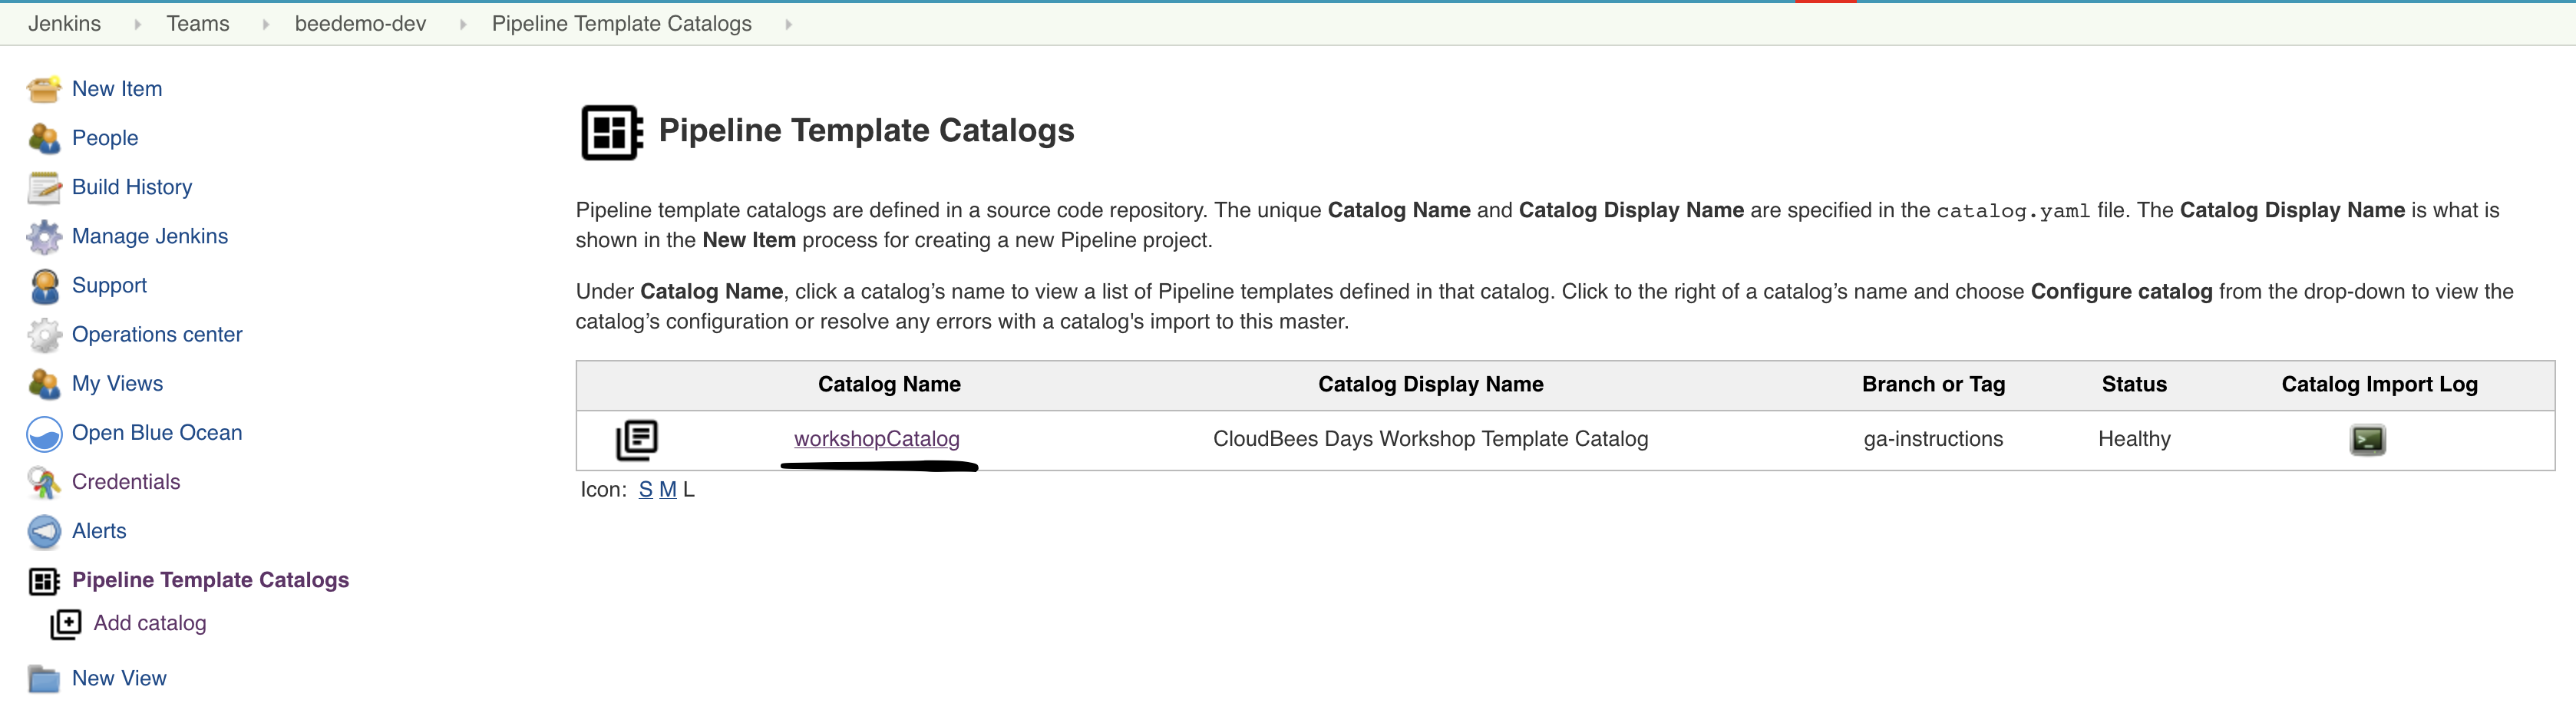 Jenkins Teams beedemo-dev Pipeline Template Catalogs
New Item
People
Build History
Manage Jenkins
Support
Operations center
My Views
Open Blue Ocean
Credentials
Alerts
Pipeline Template Catalogs
Add catalog
New View
Pipeline Template Catalogs
Pipeline template catalogs are defined in a source code repository. The unique Catalog Name and Catalog Display Name are specified in the catalog.yaml file. The Catalog Display Name is what is
shown in the New Item process for creating a new Pipeline project.
Under Catalog Name, click a catalog’s name to view a list of Pipeline templates defined in that catalog. Click to the right of a catalog’s name and choose Configure catalog from the drop-down to view the
catalog’s configuration or resolve any errors with a catalog's import to this master.
Catalog Name Catalog Display Name Branch or Tag Status Catalog Import Log
workshopCatalog CloudBees Days Workshop Template Catalog ga-instructions Healthy
Icon: S M L